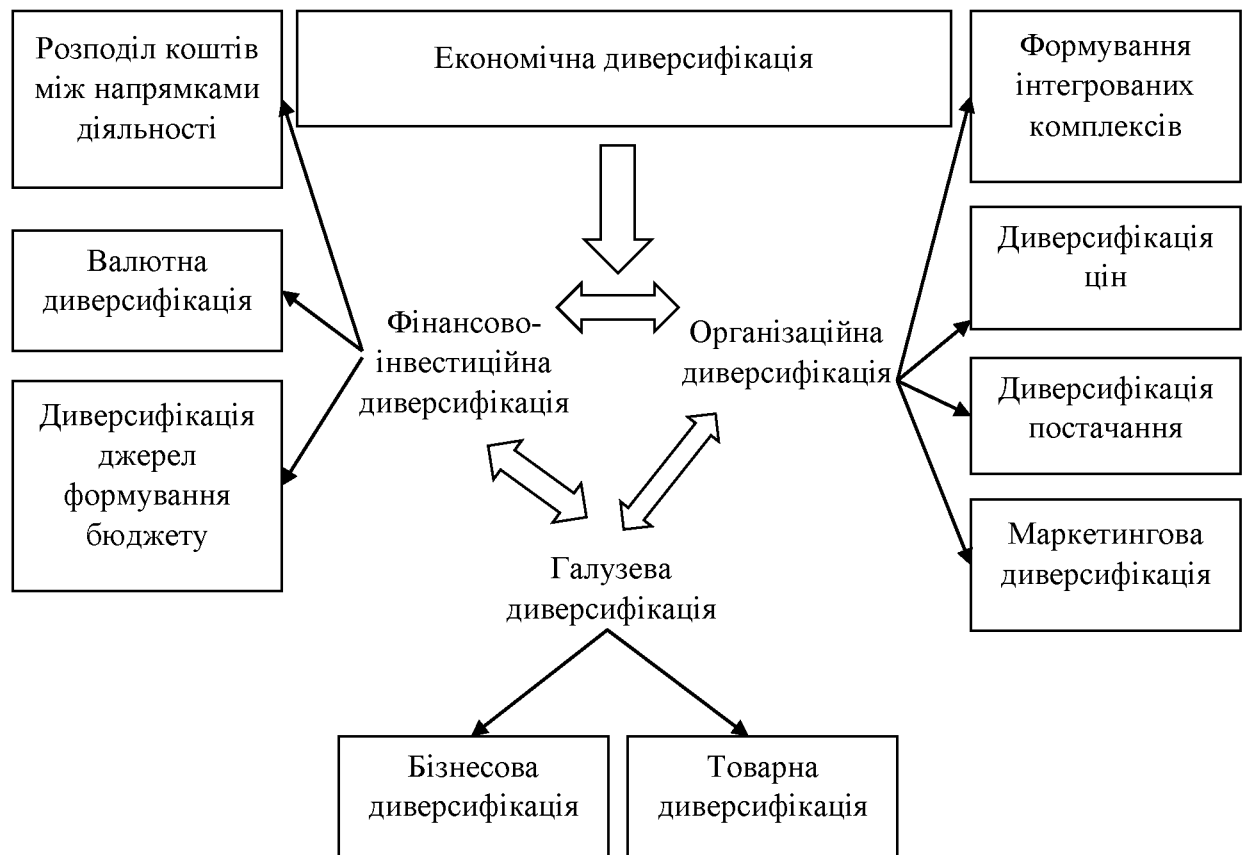 Розподіл коштів
між напрямками
діяльності
Економічна диверсифікація
Формування
інтегрованих
комплексів
Валютна
диверсифікація
Диверсифікація
цін
Фінансово-
інвестиційна
диверсифікація
Організаційна
диверсифікація
Диверсифікація
джерел
формування
бюджету
Диверсифікація
постачання
Маркетингова
диверсифікація
Галузева
диверсифікація
Бізнесова
диверсифікація
Товарна
диверсифікація